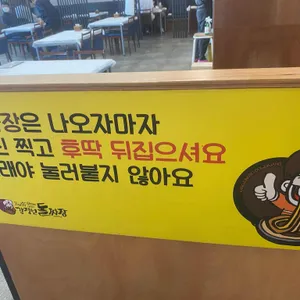 장은 나오자마자
찍고 후딱 뒤집으셔요
래야 눌러붙지 않아요